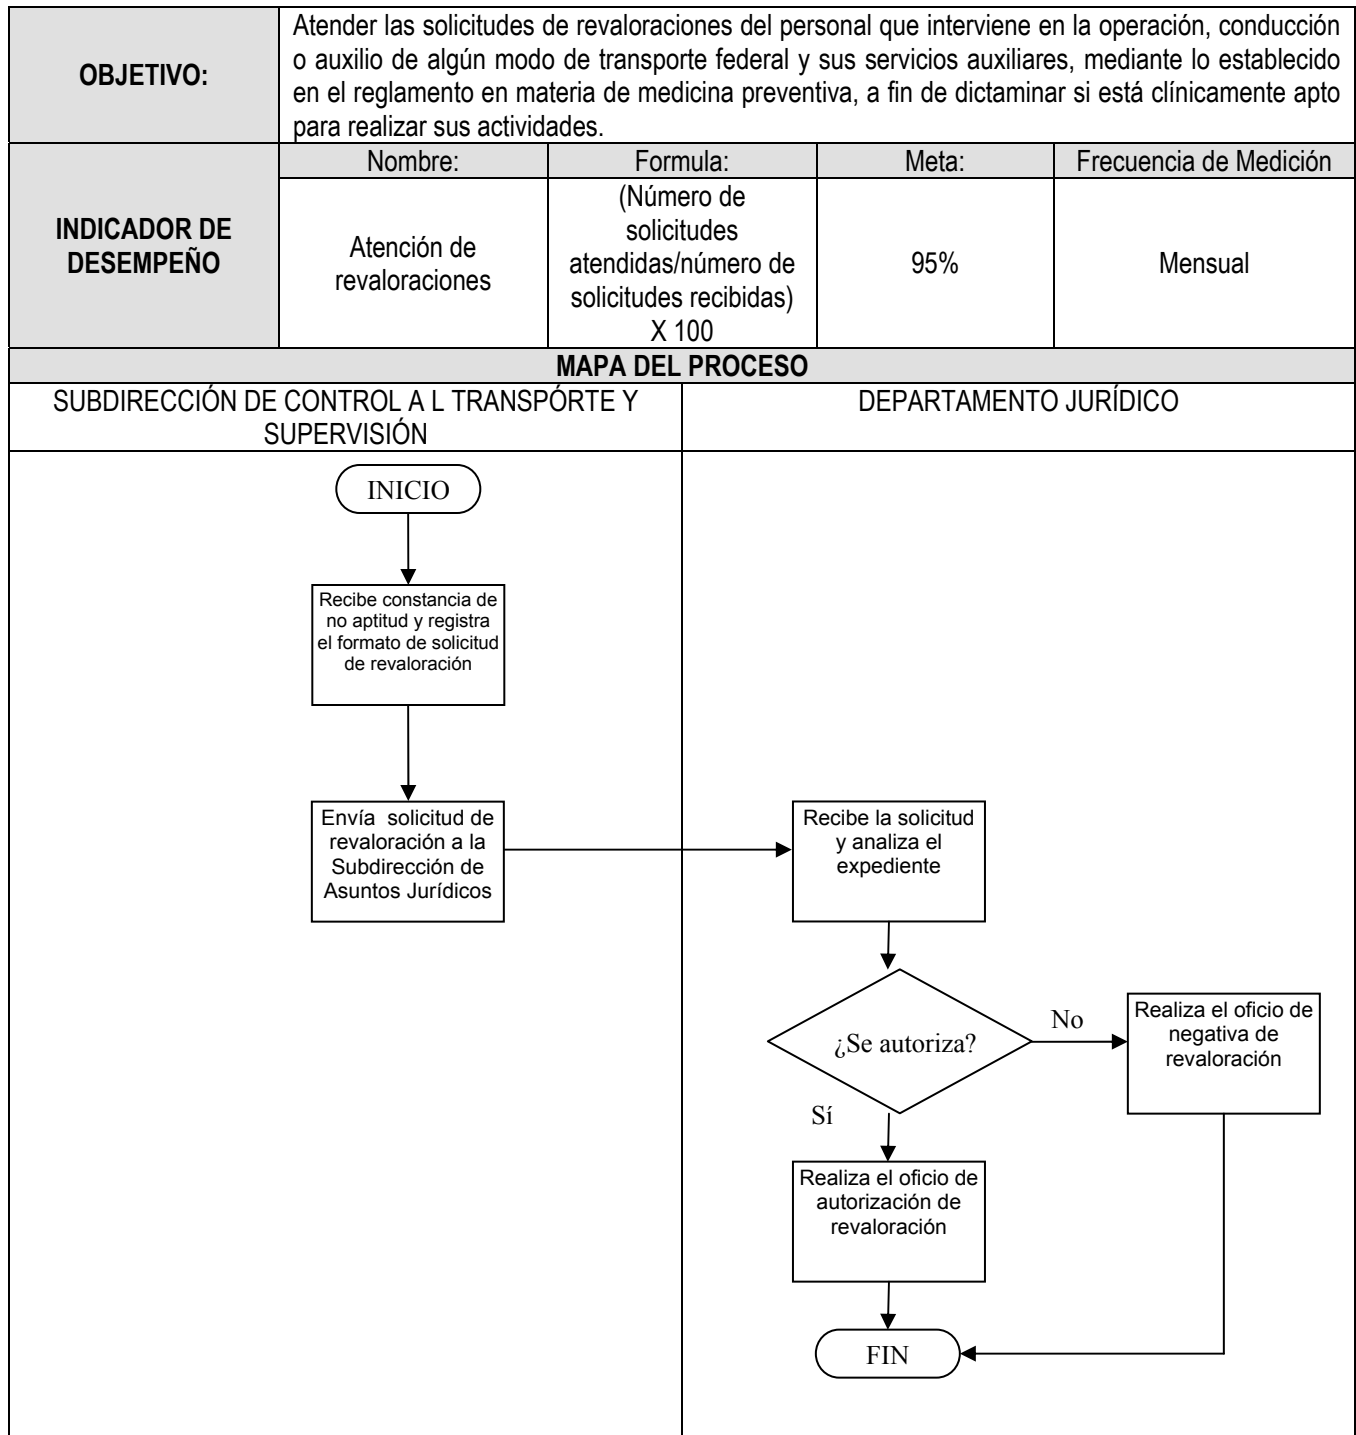 OBJETIVO:
Atender las solicitudes de revaloraciones del personal que interviene en la operación, conducción
o auxilio de algún modo de transporte federal y sus servicios auxiliares, mediante lo establecido
en el reglamento en materia de medicina preventiva, a fin de dictaminar si está clínicamente apto
para realizar sus actividades.
INDICADOR DE
DESEMPEÑO
Nombre:
Formula:
Meta:
Frecuencia de Medición
Atención de
revaloraciones
(Número de
solicitudes
atendidas/número de
solicitudes recibidas)
X 100
95%
Mensual
MAPA DEL PROCESO
SUBDIRECCIÓN DE CONTROL A L TRANSPÓRTE Y
SUPERVISIÓN
DEPARTAMENTO JURÍDICO
INICIO
Recibe constancia de
no aptitud y registra
el formato de solicitud
de revaloración
Envía solicitud de
revaloración a la
Subdirección de
Asuntos Jurídicos
Recibe la solicitud
y analiza el
expediente
¿Se autoriza?
No
Realiza el oficio de
negativa de
revaloración
Sí
Realiza el oficio de
autorización de
revaloración
FIN